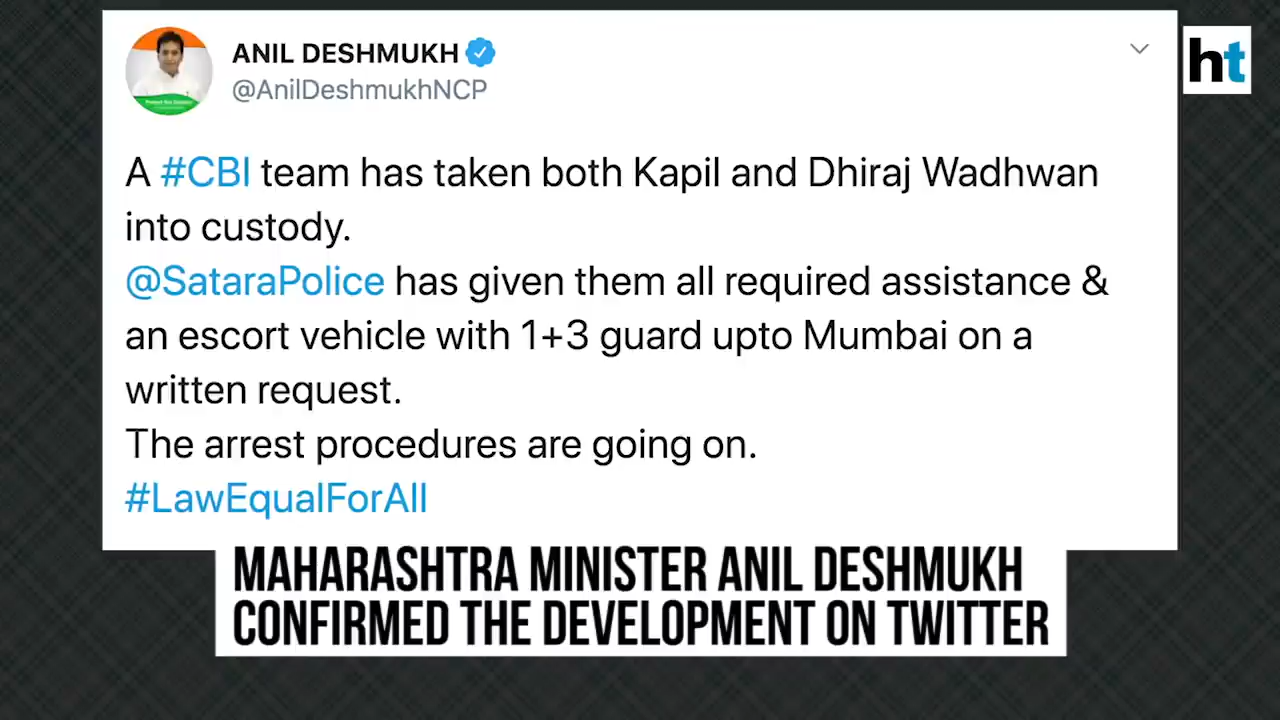 ANIL DESHMUKH
@AnilDeshmukhNCP
ht
A #CBI team has taken both Kapil and Dhiraj Wadhwan
into custody.
@SataraPolice has given them all required assistance &
an escort vehicle with 1+3 guard upto Mumbai on a
written request.
The arrest procedures are going on.
#LawEqualForAll
MAHARASHTRA MINISTER ANIL DESHMUKH
CONFIRMED THE DEVELOPMENT ON TWITTER